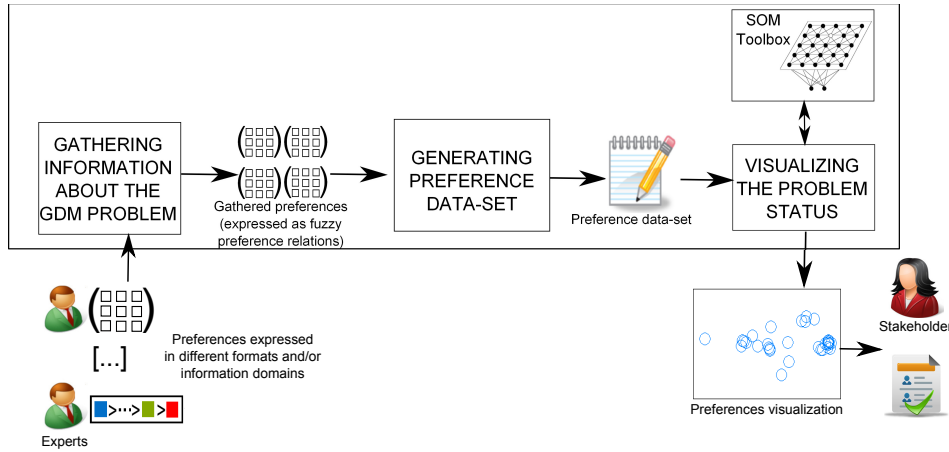 SOM
Toolbox
GATHERING
INFORMATION
ABOUT THE
GDM PROBLEM
Gathered preferences
(expressed as fuzzy
preference relations)
GENERATING
PREFERENCE
DATA-SET
Preference data-set
VISUALIZING
THE PROBLEM
STATUS
Preferences expressed
in different formats and/or
information domains
[...]
>...> >
Experts
Preferences visualization
Stakeholder